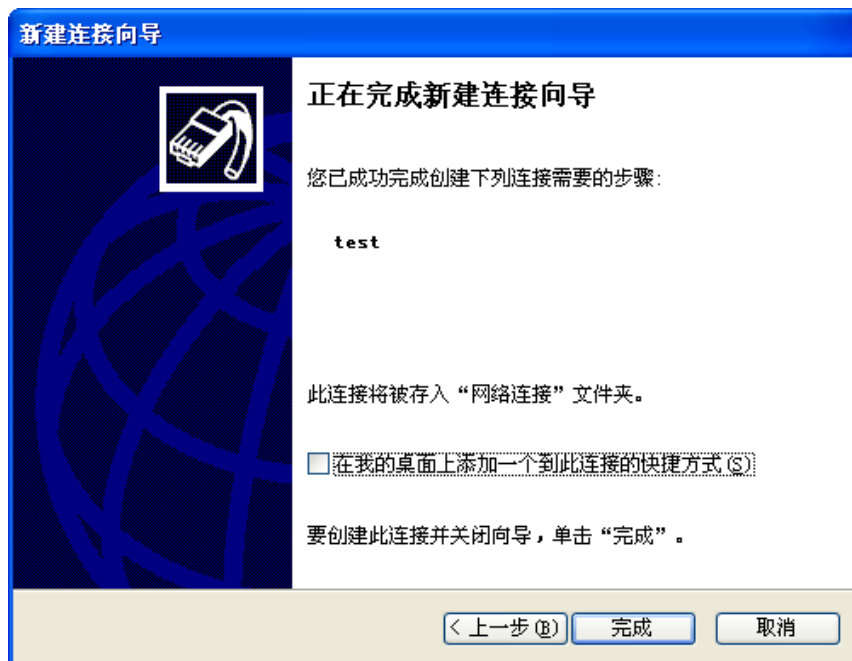 新建连接向导
正在完成新建连接向导
您已成功完成创建下列连接需要的步骤:
test
此连接将被存入“网络连接”文件夹。
在我的桌面上添加一个到此连接的快捷方式(S)
要创建此连接并关闭向导，单击“完成”。
< 上一步(B) 完成 取消